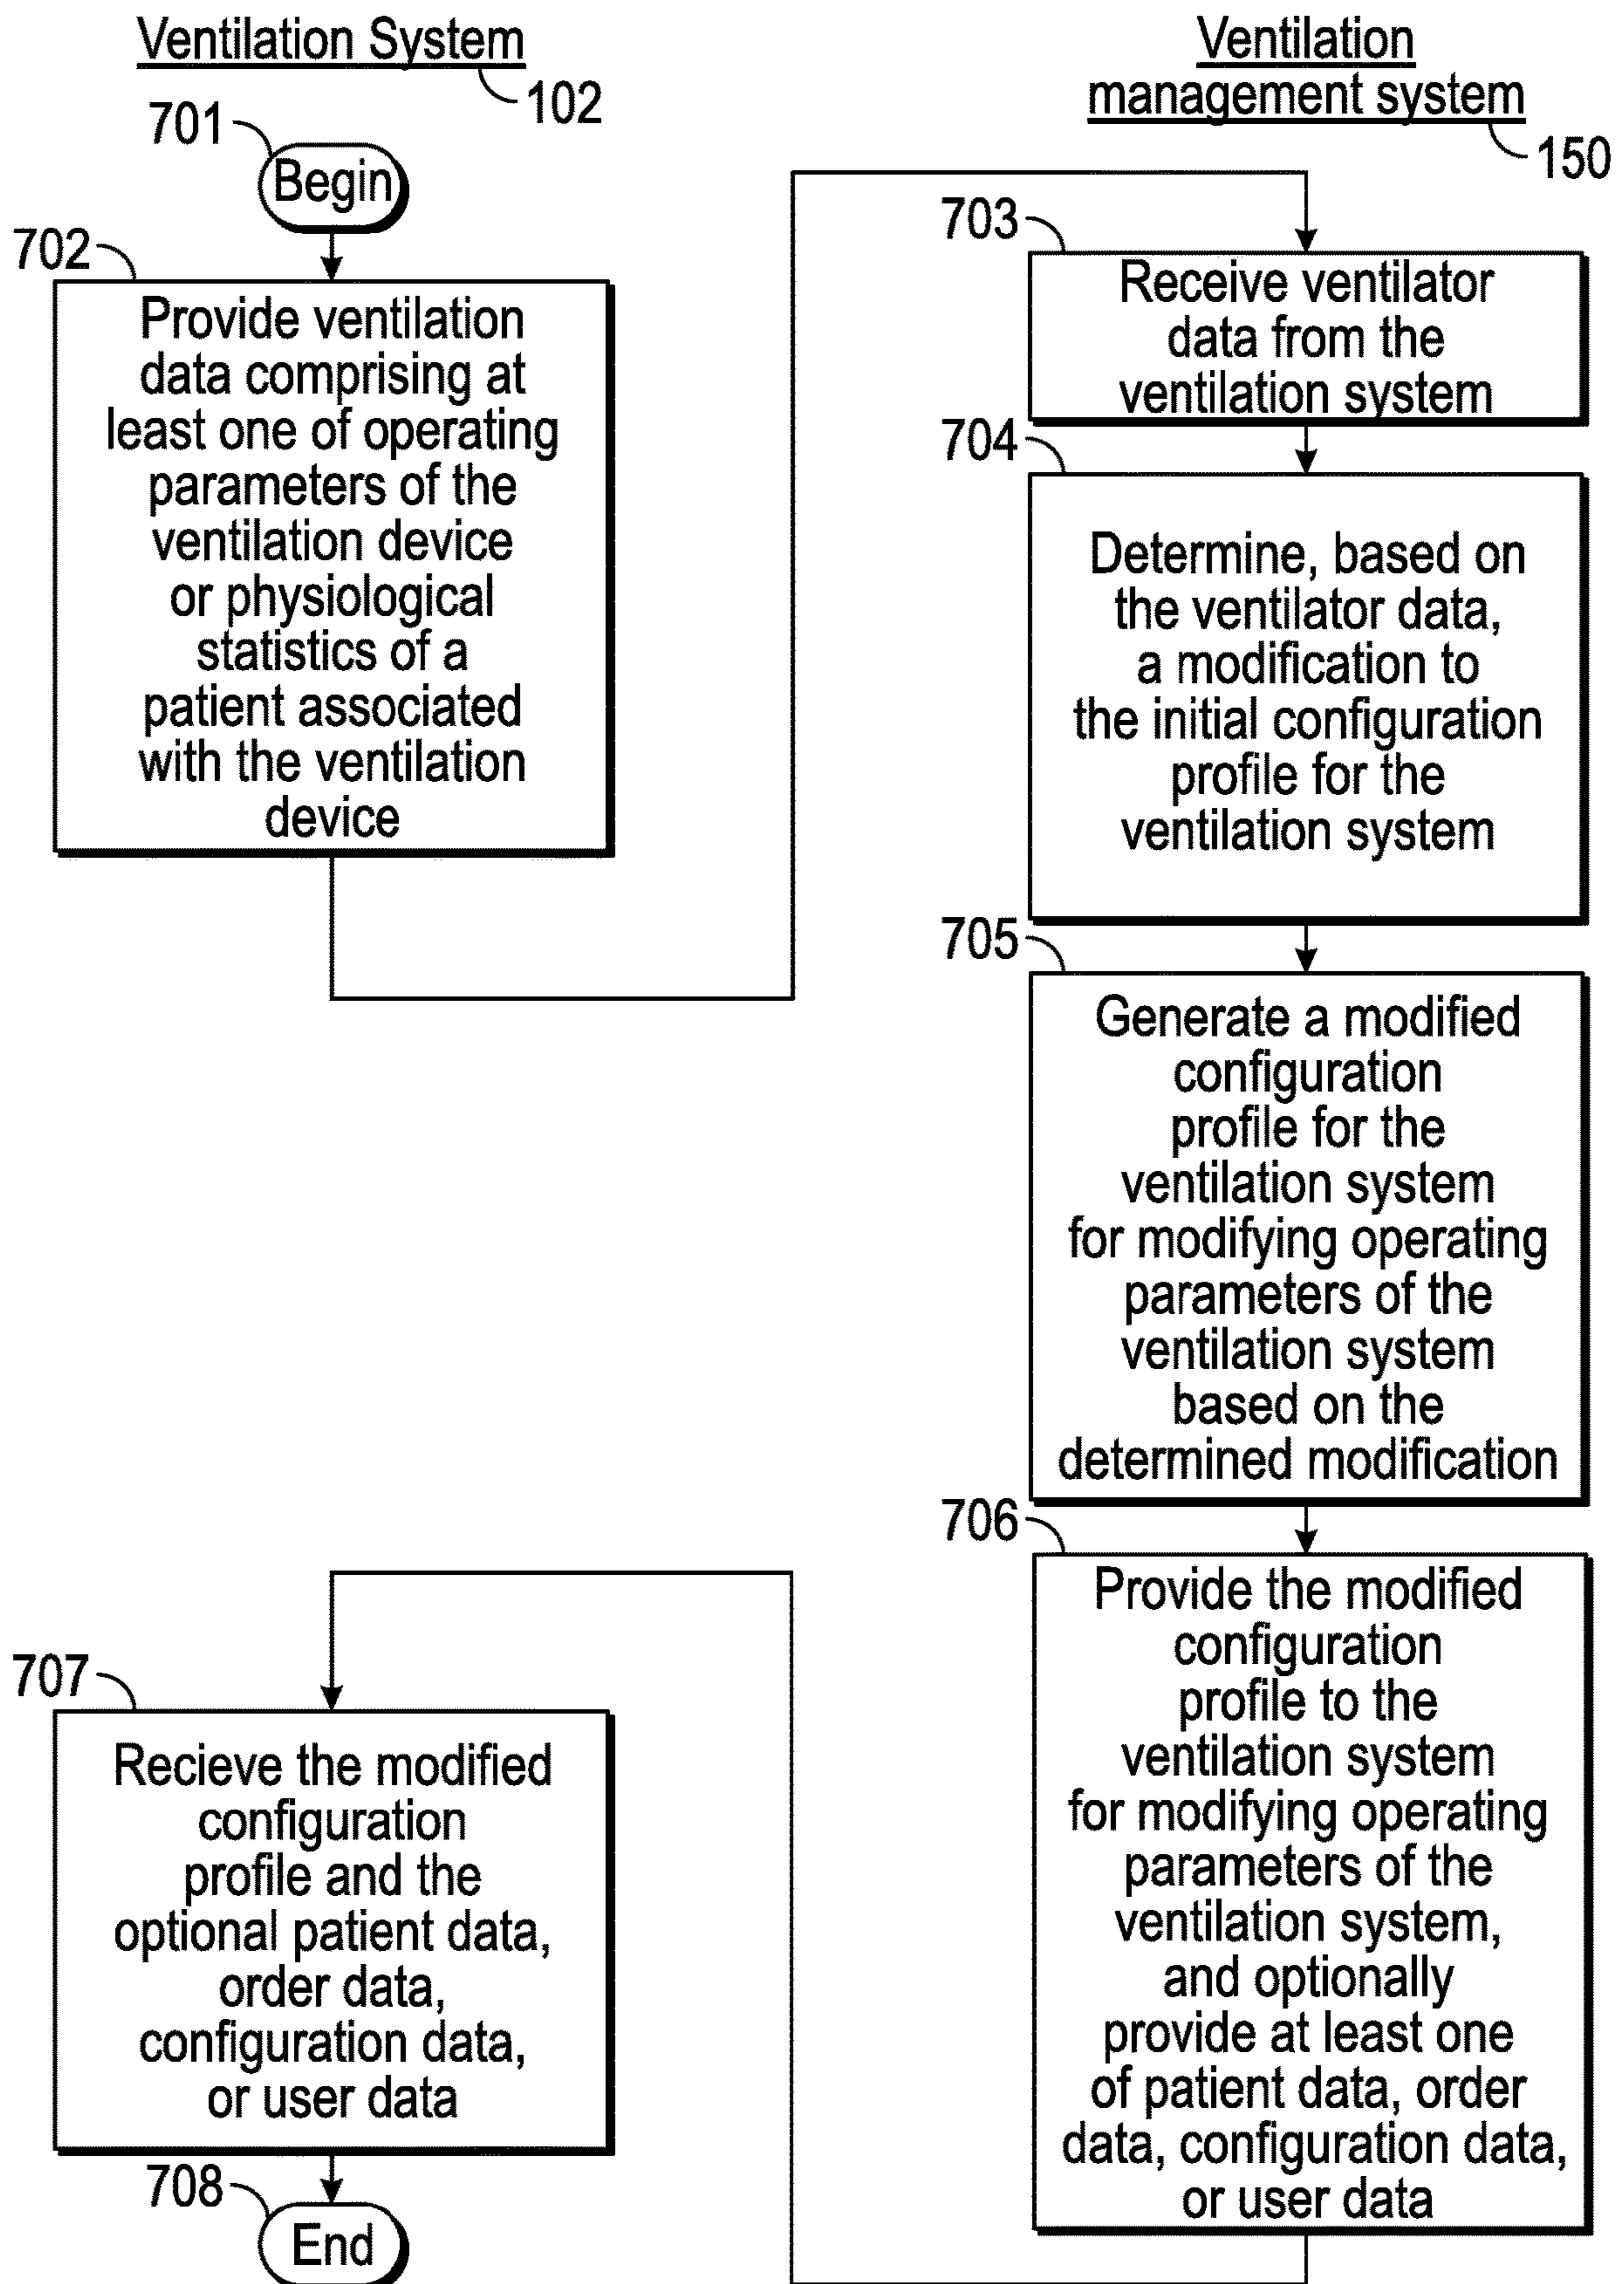 Ventilation System
102
701
Begin
702
Provide ventilation
data comprising at
least one of operating
parameters of the
ventilation device
or physiological
statistics of a
patient associated
with the ventilation
device
Ventilation
management system
150
703
Receive ventilator
data from the
ventilation system
704
Determine, based on
the ventilator data,
a modification to
the initial configuration
profile for the
ventilation system
705
Generate a modified
configuration
profile for the
ventilation system
for modifying operating
parameters of the
ventilation system
based on the
determined modification
706
Provide the modified
configuration
profile to the
ventilation system
for modifying operating
parameters of the
ventilation system,
and optionally
provide at least one
of patient data, order
data, configuration data,
or user data
707
Recieve the modified
configuration
profile and the
optional patient data,
order data,
configuration data,
or user data
708
End